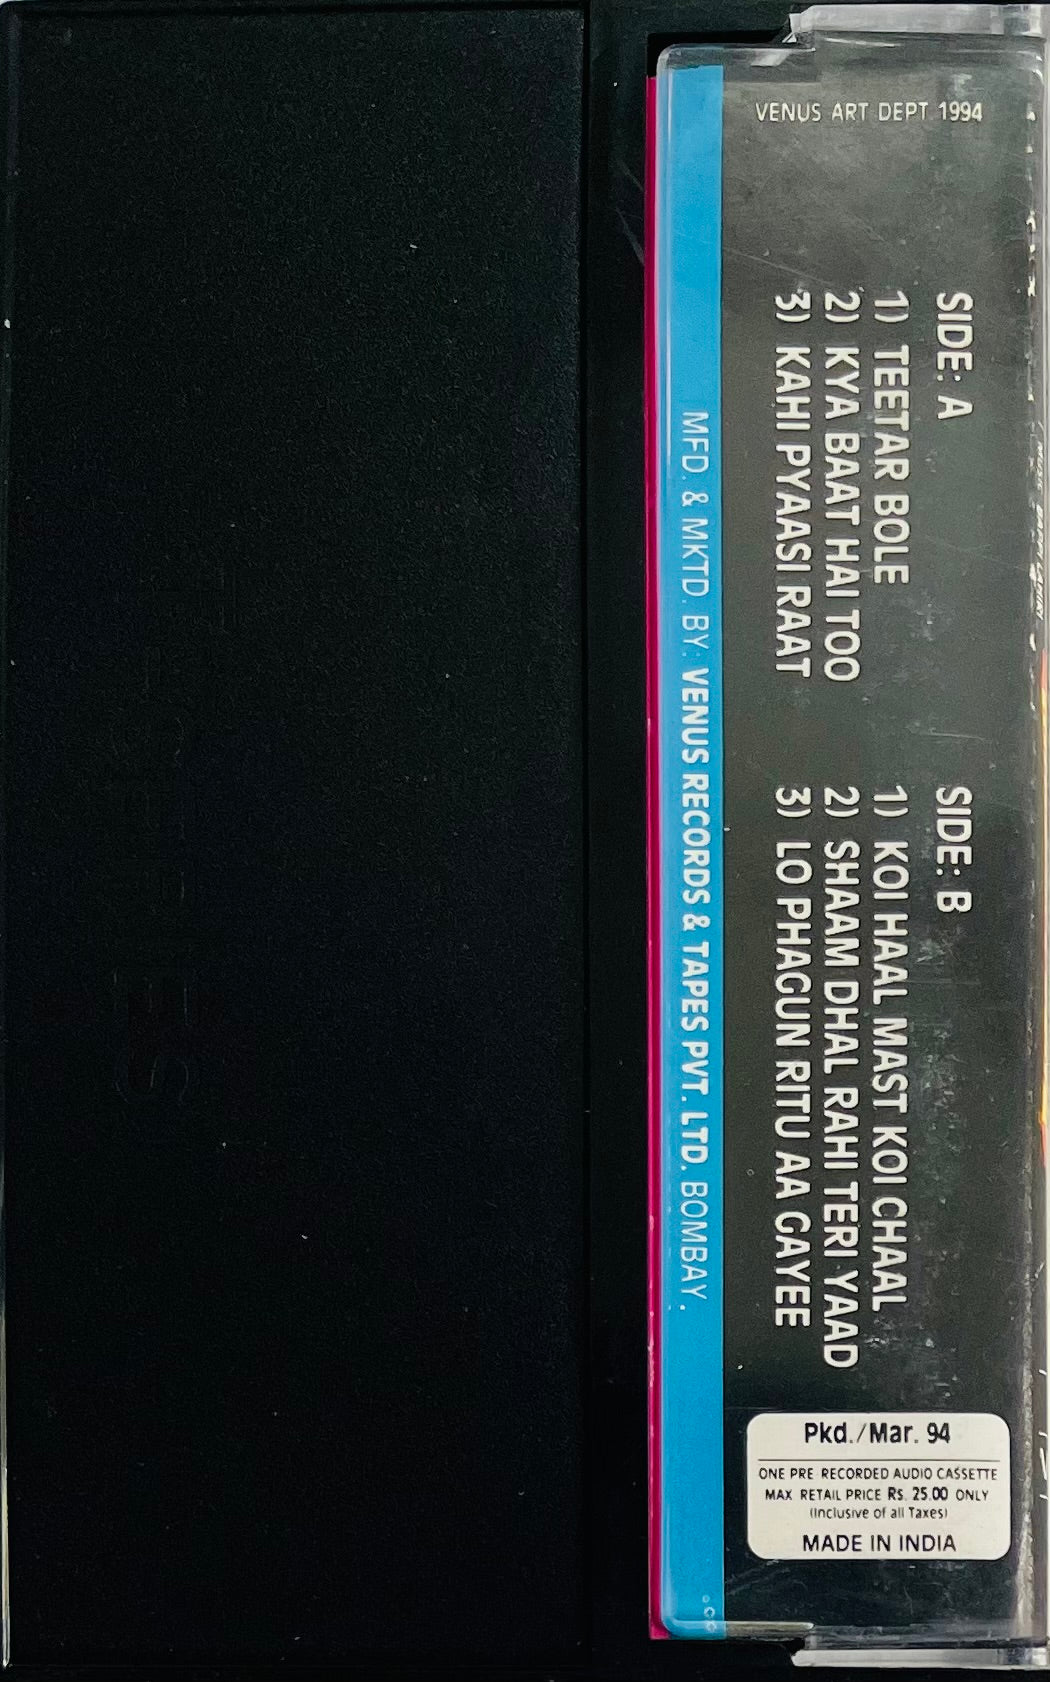 VENUS ART DEPT 1994
SIDE: A
1) TEETAR BOLE
2) KYA BAAT HAI TOO
3) KAHI PYAASI RAAT
SIDE: B
1) KOI HAAL MAST KOI CHAAL
2) SHAAM DHAL RAHI TERI YAAD
3) LO PHAGUN RITU AA GAYEE
MFD. & MKTD. BY: VENUS RECORDS & TAPES PVT. LTD. BOMBAY.
Pkd./Mar. 94
ONE PRE RECORDED AUDIO CASSETTE
MAX RETAIL PRICE Rs. 25.00 ONLY
(Inclusive of all Taxes)
MADE IN INDIA